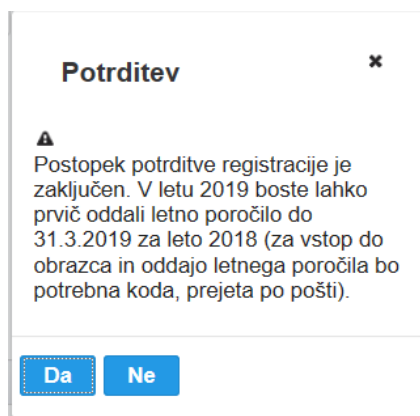 Potrditev
Postopek potrditve registracije je
zaključen. V letu 2019 boste lahko
prvič oddali letno poročilo do
31.3.2019 za leto 2018 (za vstop do
obrazca in oddajo letnega poročila bo
potrebna koda, prejeta po pošti).
Da Ne